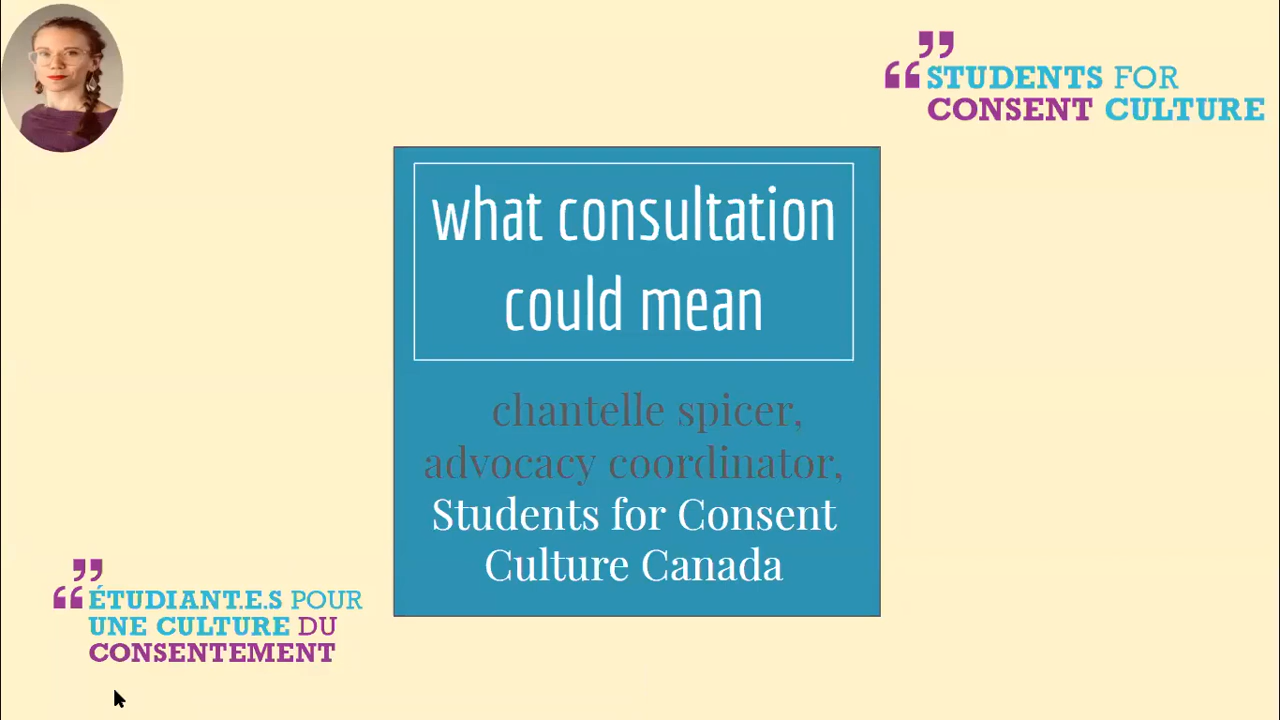 STUDENTS FOR
CONSENT CULTURE
what consultation
could mean
chantelle spicer,
advocacy coordinator,
Students for Consent
Culture Canada
ÉTUDIANT.E.S POUR
UNE CULTURE DU
CONSENTEMENT